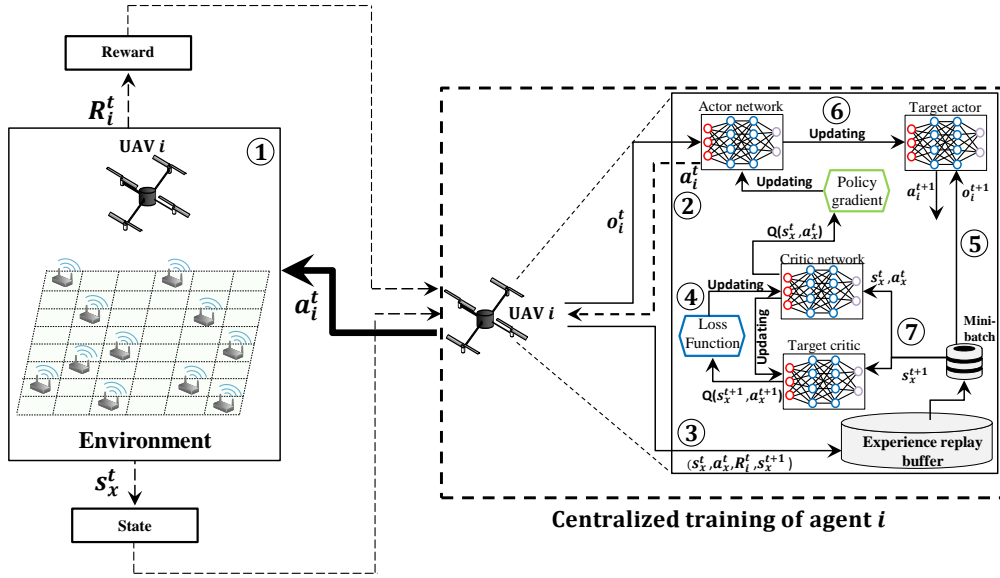 Reward
R_i^t
UAV i
①
Environment
s_x^t
State
a_i^t
UAV i
Actor network
⑥
Target actor
Updating
a_i^t
②
o_i^t
Updating
Policy
gradient
a_i^{t+1}
o_i^{t+1}
⑤
Q(s_x^t,a_x^t)
Critic network
④
Updating
s_x^t,a_x^t
Loss
Function
Updating
⑦
Mini-
batch
Target critic
s_x^{t+1}
Q(s_x^{t+1},a_x^{t+1})
③
(s_x^t,a_x^t,R_i^t,s_x^{t+1})
Experience replay
buffer
Centralized training of agent i